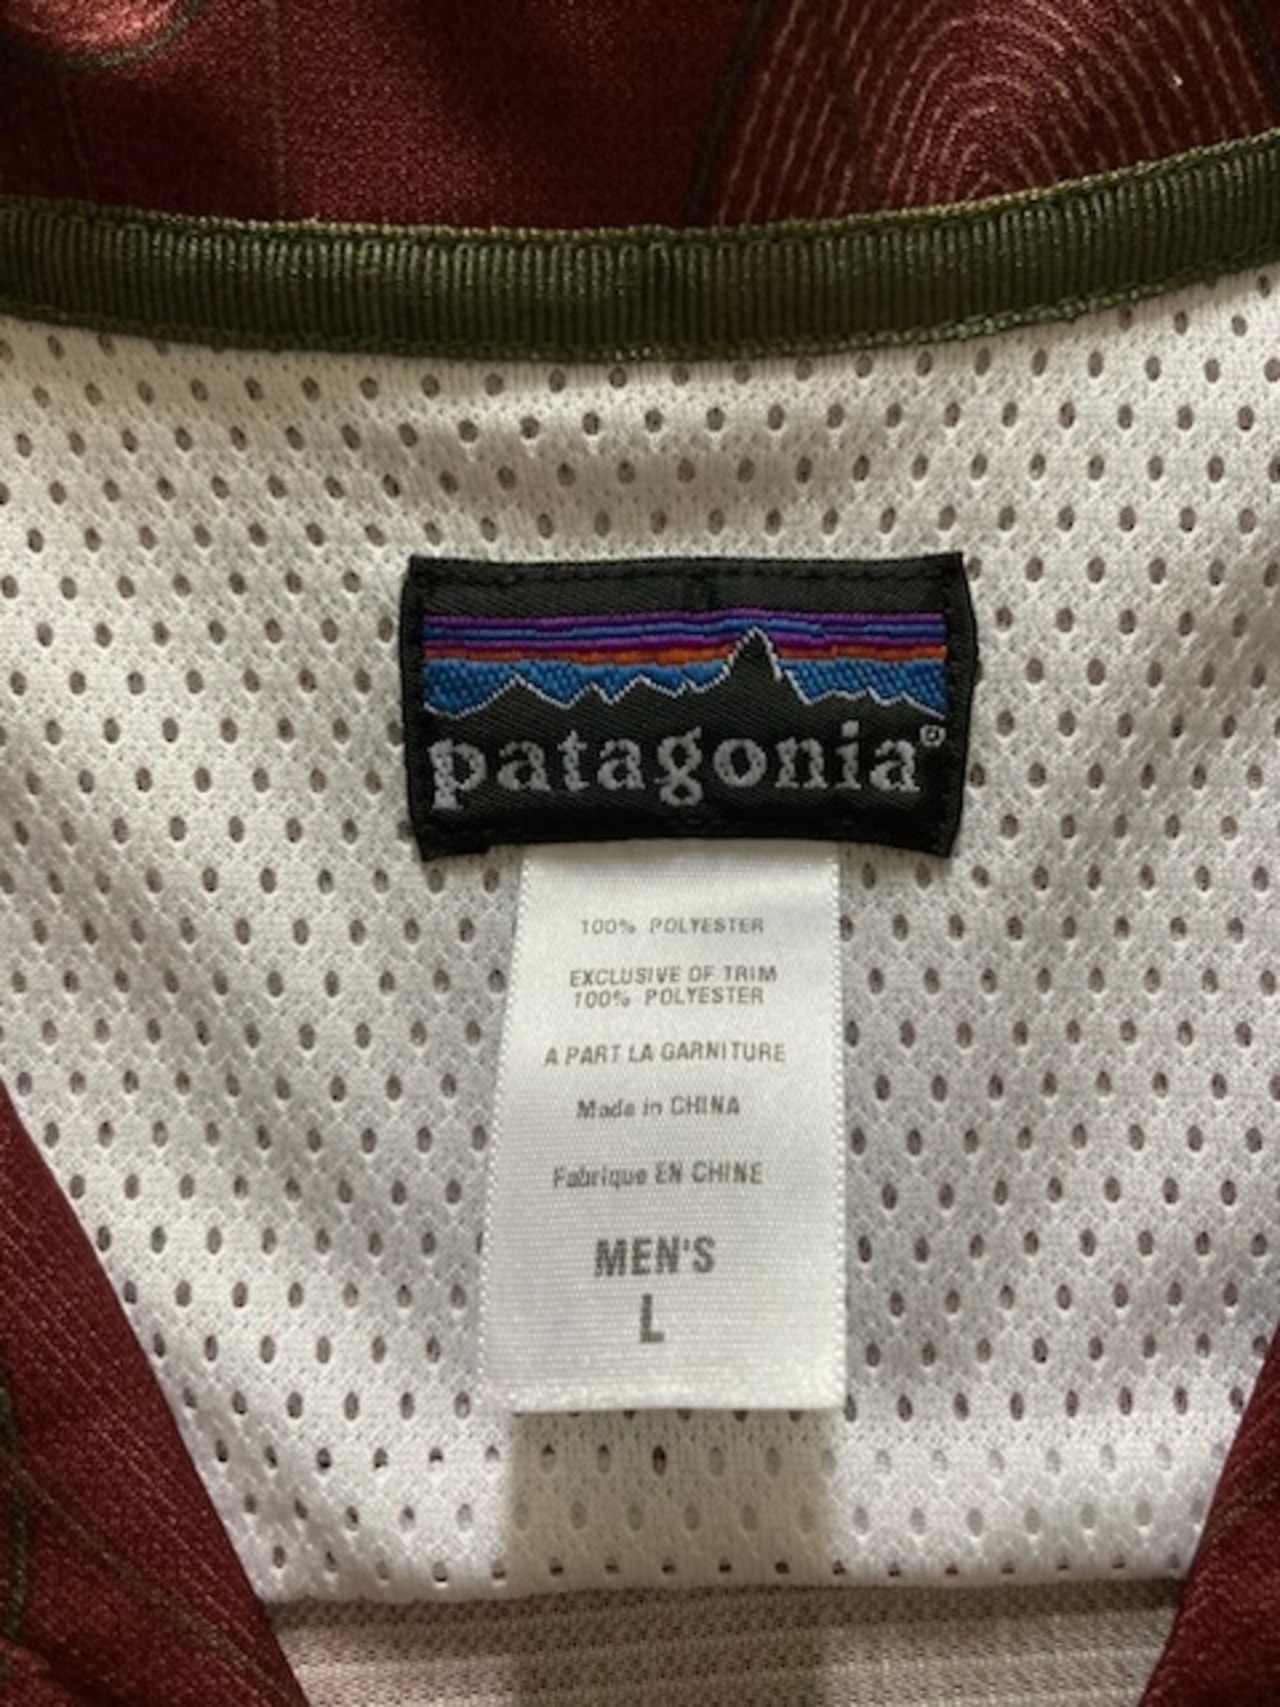 patagonia®
100% POLYESTER
EXCLUSIVE OF TRIM
100% POLYESTER
A PART LA GARNITURE
Made in CHINA
Fabrique EN CHINE
MEN'S
L